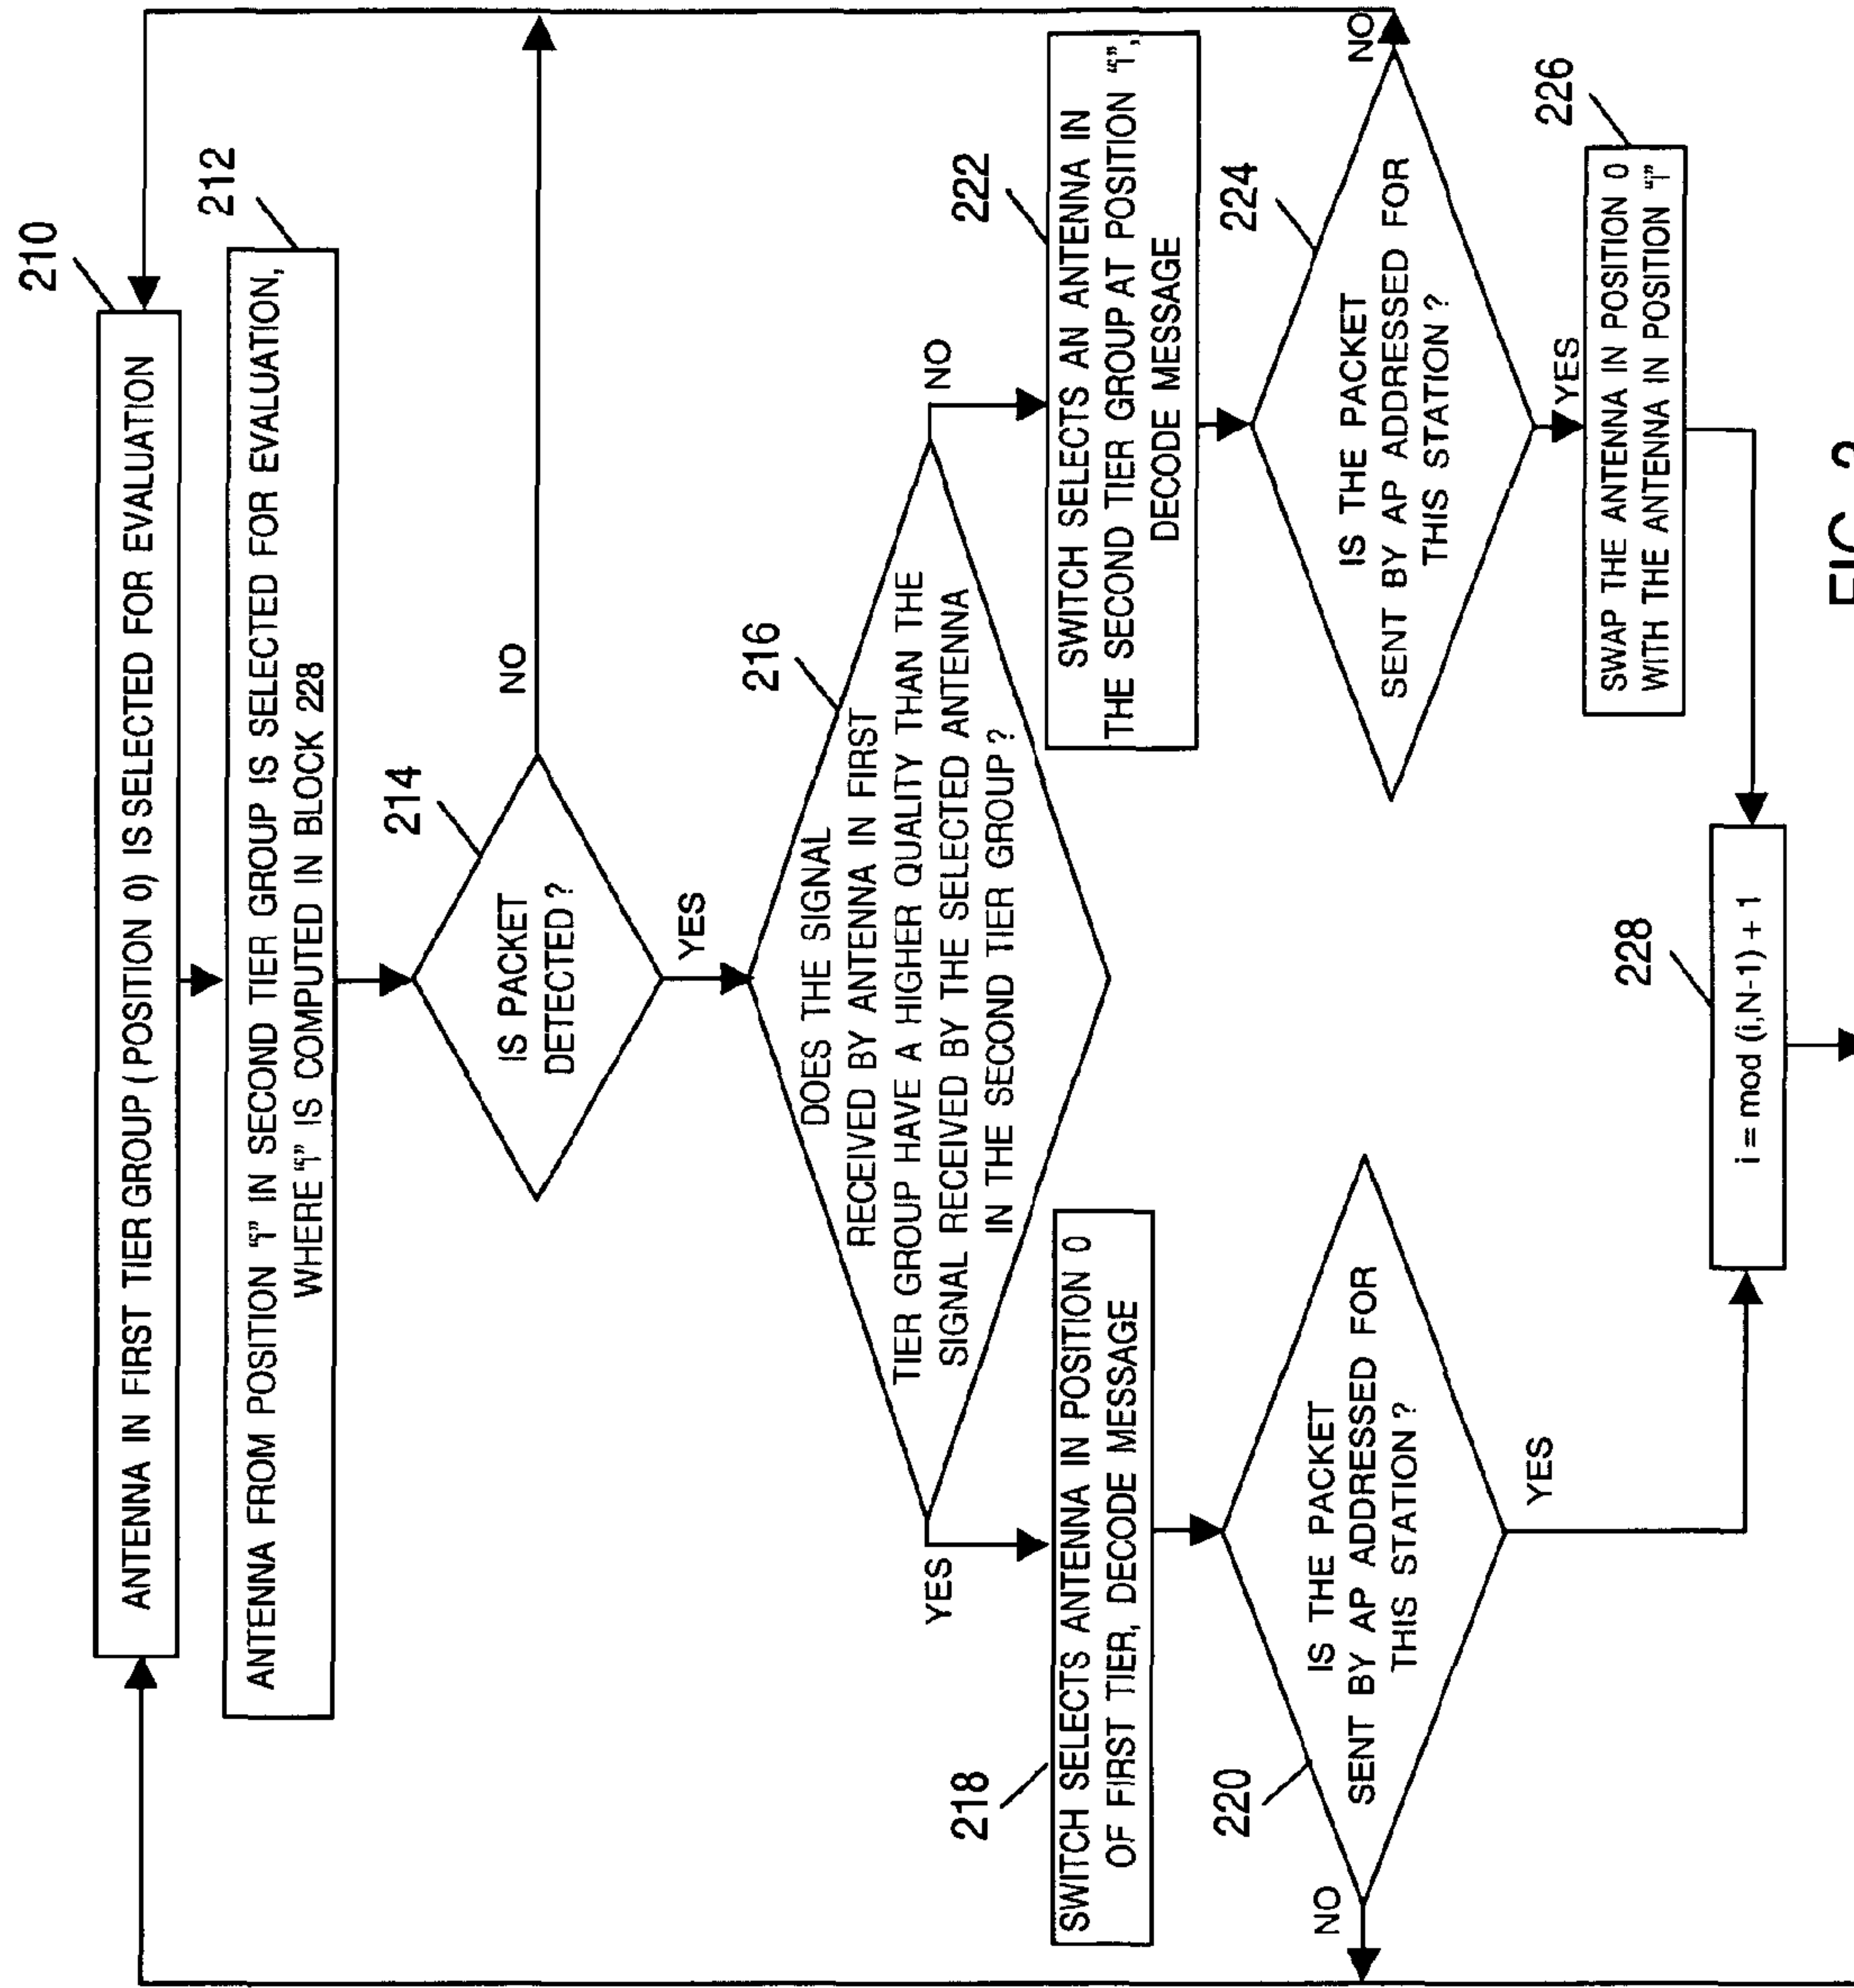 210
ANTENNA IN FIRST TIER GROUP (POSITION 0) IS SELECTED FOR EVALUATION
212
ANTENNA FROM POSITION "i" IN SECOND TIER GROUP IS SELECTED FOR EVALUATION,
WHERE "i" IS COMPUTED IN BLOCK 228
214
IS PACKET
DETECTED ?
NO
YES
216
DOES THE SIGNAL
RECEIVED BY ANTENNA IN FIRST
TIER GROUP HAVE A HIGHER QUALITY THAN THE
SIGNAL RECEIVED BY THE SELECTED ANTENNA
IN THE SECOND TIER GROUP ?
YES
NO
218
SWITCH SELECTS ANTENNA IN POSITION 0
OF FIRST TIER, DECODE MESSAGE
220
IS THE PACKET
SENT BY AP ADDRESSED FOR
THIS STATION ?
NO
YES
222
SWITCH SELECTS AN ANTENNA IN
THE SECOND TIER GROUP AT POSITION "i",
DECODE MESSAGE
224
IS THE PACKET
SENT BY AP ADDRESSED FOR
THIS STATION ?
NO
YES
226
SWAP THE ANTENNA IN POSITION 0
WITH THE ANTENNA IN POSITION "i"
228
i = mod (i,N-1) + 1
FIG.